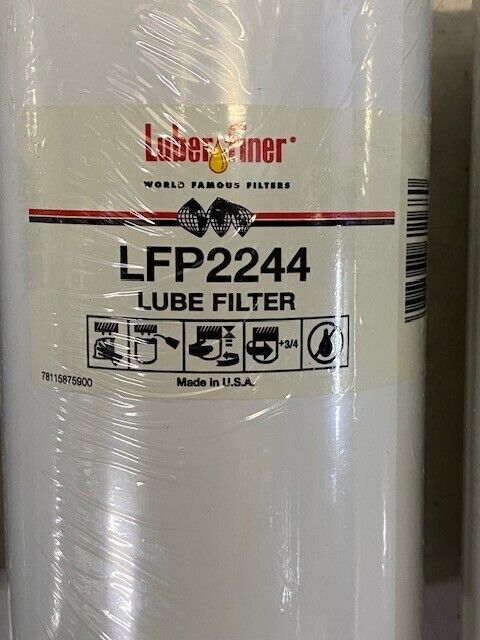 Luberfiner®
WORLD FAMOUS FILTERS
LFP2244
LUBE FILTER
+3/4
78115875900
Made in U.S.A.